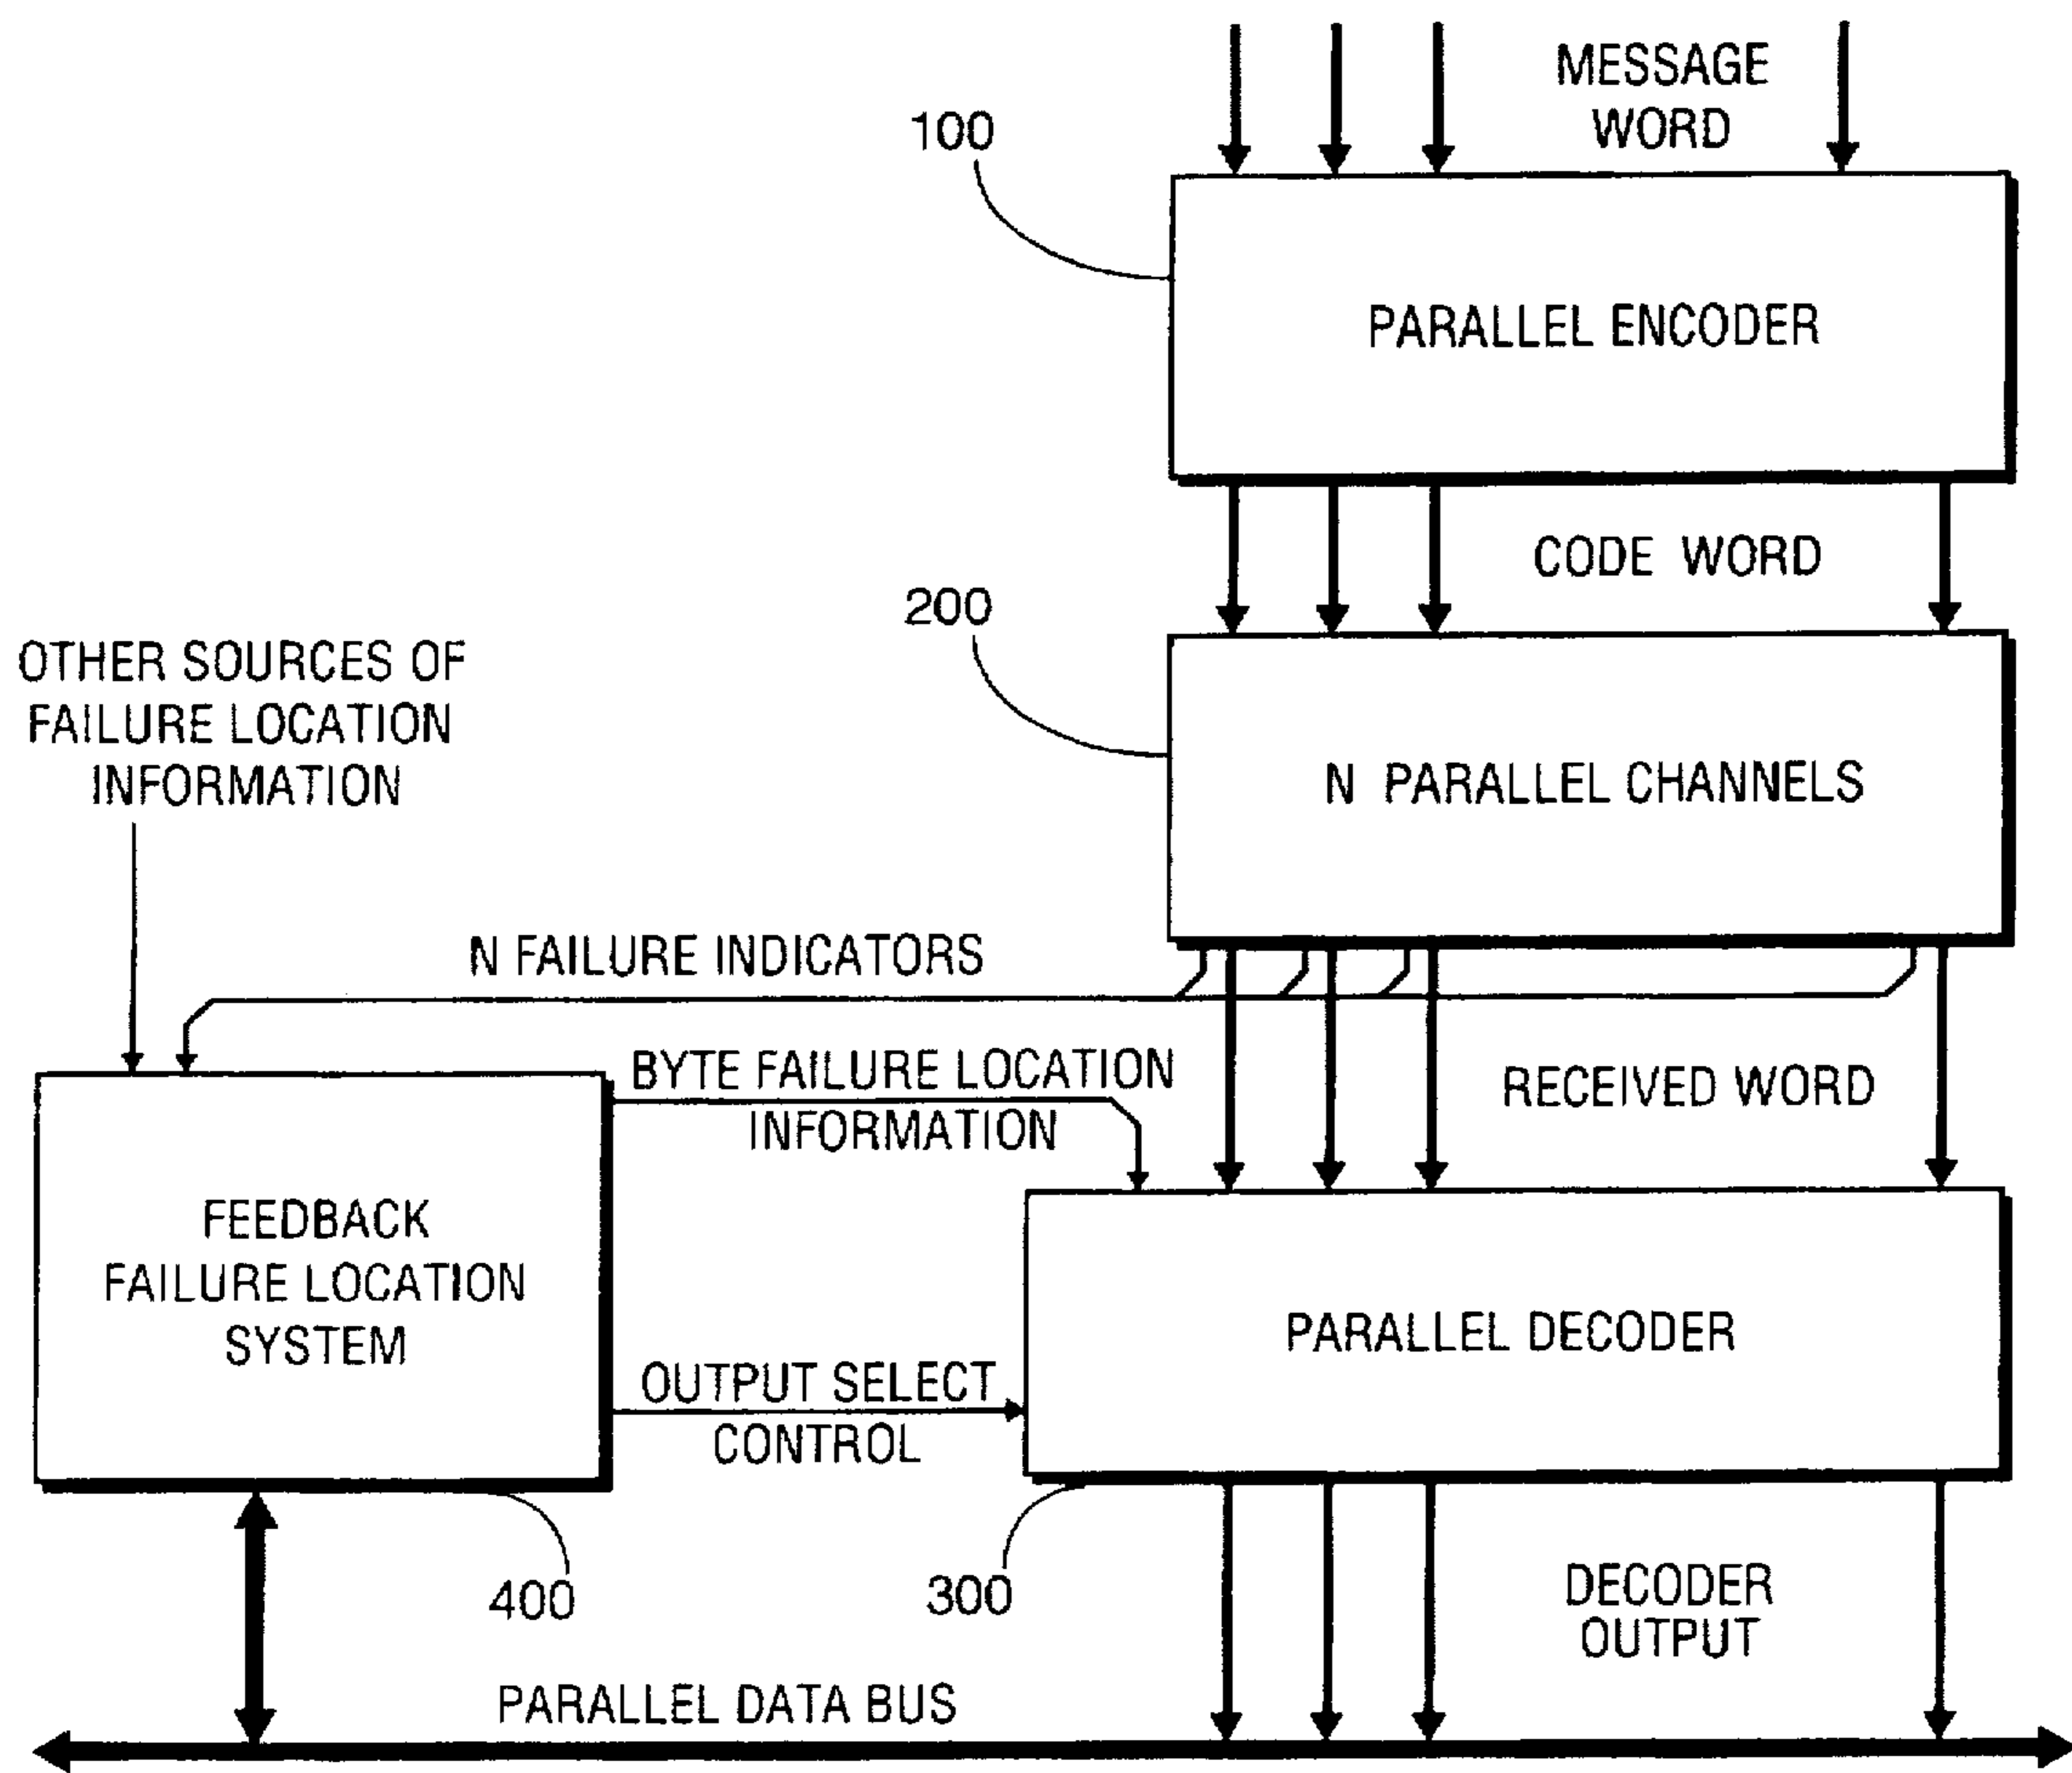 MESSAGE
WORD
100
PARALLEL ENCODER
CODE WORD
200
OTHER SOURCES OF
FAILURE LOCATION
INFORMATION
N PARALLEL CHANNELS
N FAILURE INDICATORS
BYTE FAILURE LOCATION
INFORMATION
RECEIVED WORD
FEEDBACK
FAILURE LOCATION
SYSTEM
PARALLEL DECODER
OUTPUT SELECT
CONTROL
400
300
DECODER
OUTPUT
PARALLEL DATA BUS